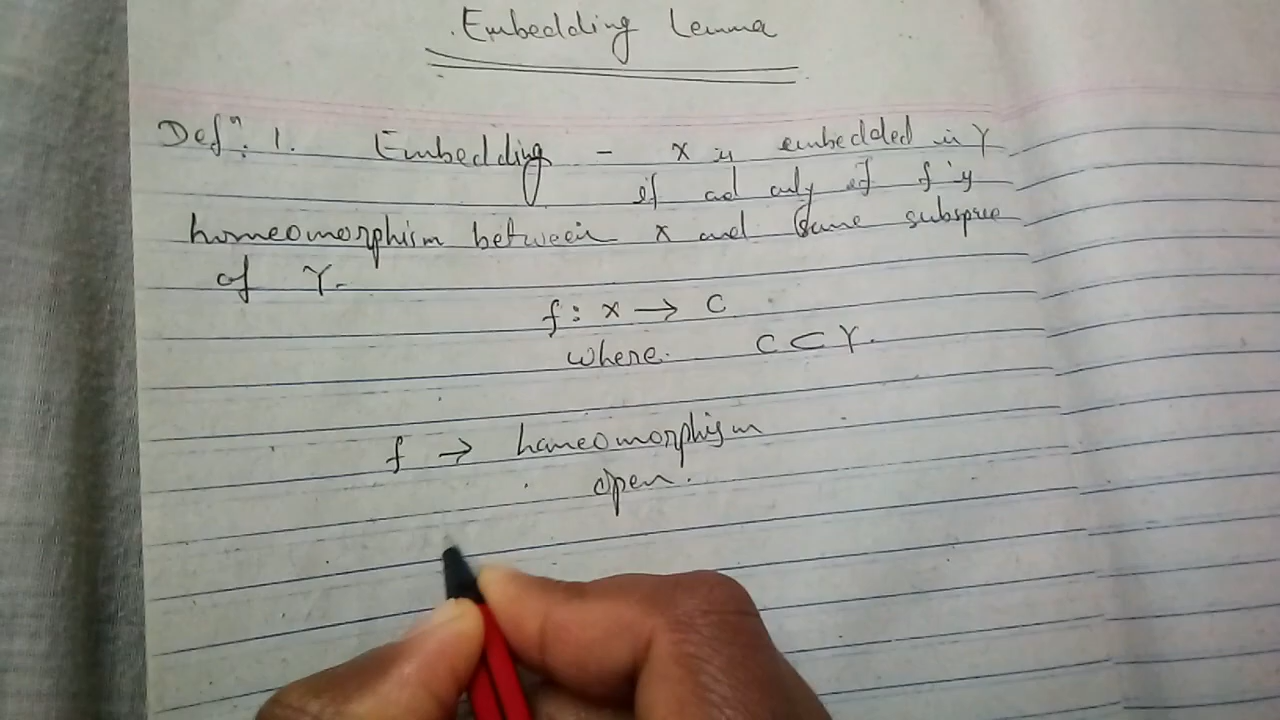 Embedding Lemma
Defⁿ. 1. Embedding - x is embedded in Y
if ad only if f is
homeomorphism between x and some subspace
of Y.
f : x → C
where. C ⊂ Y.
f → homeomorphism
open.